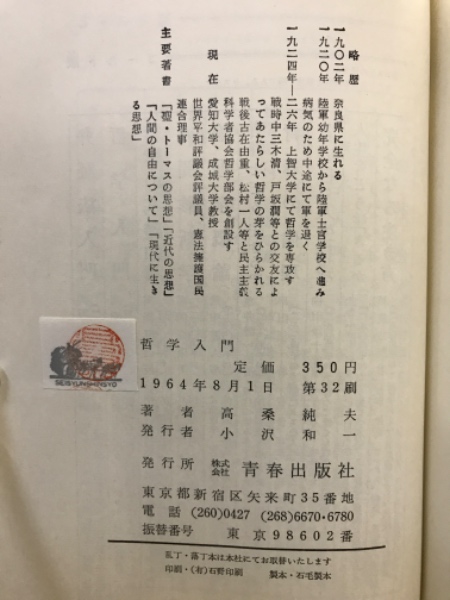 略歴
一九〇二年 奈良県に生れる
一九二〇年 陸軍幼年学校から陸軍士官学校へ進み
病気のため中途にて軍を退く
一九二四年―二六年 上智大学にて哲学を専攻す
戦時中三木清、戸坂潤等との交友によ
ってあたらしい哲学の芽をひらかれる
戦後古在由重、松村一人等と民主主義
科学者協会哲学部会を創設す
現在 愛知大学、成城大学教授
世界平和評議会評議員、憲法擁護国民
連合理事
主要著書 「聖・トーマスの思想」「近代の思想」
「人間の自由について」「現代に生き
る思想」
哲学入門
定価 350円
1964年8月1日 第32刷
著者 高桑純夫
発行者 小沢和一
発行所 株式会社 青春出版社
東京都新宿区矢来町35番地
電話 (260)0427 (268)6670・6780
振替番号 東京98602番
乱丁・落丁本は本社にてお取替いたします
印刷・(有)石野印刷 製本・石毛製本
SEISYUNSHINGYO